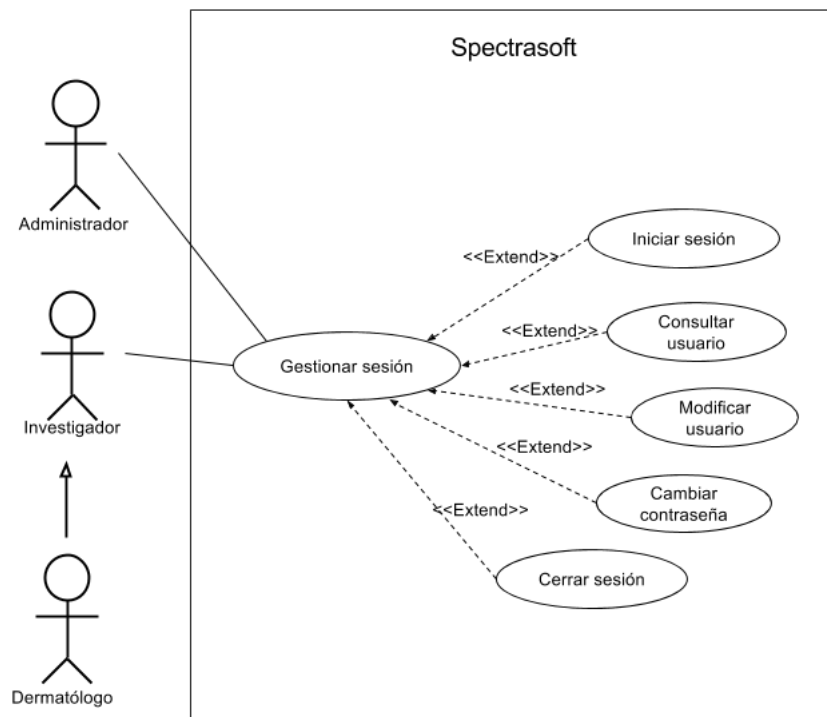 Spectrasoft
Administrador
Iniciar sesión
<<Extend>>
Consultar
usuario
<<Extend>>
Gestionar sesión
<<Extend>>
Modificar
usuario
Investigador
<<Extend>>
Cambiar
contraseña
<<Extend>>
Cerrar sesión
Dermatólogo